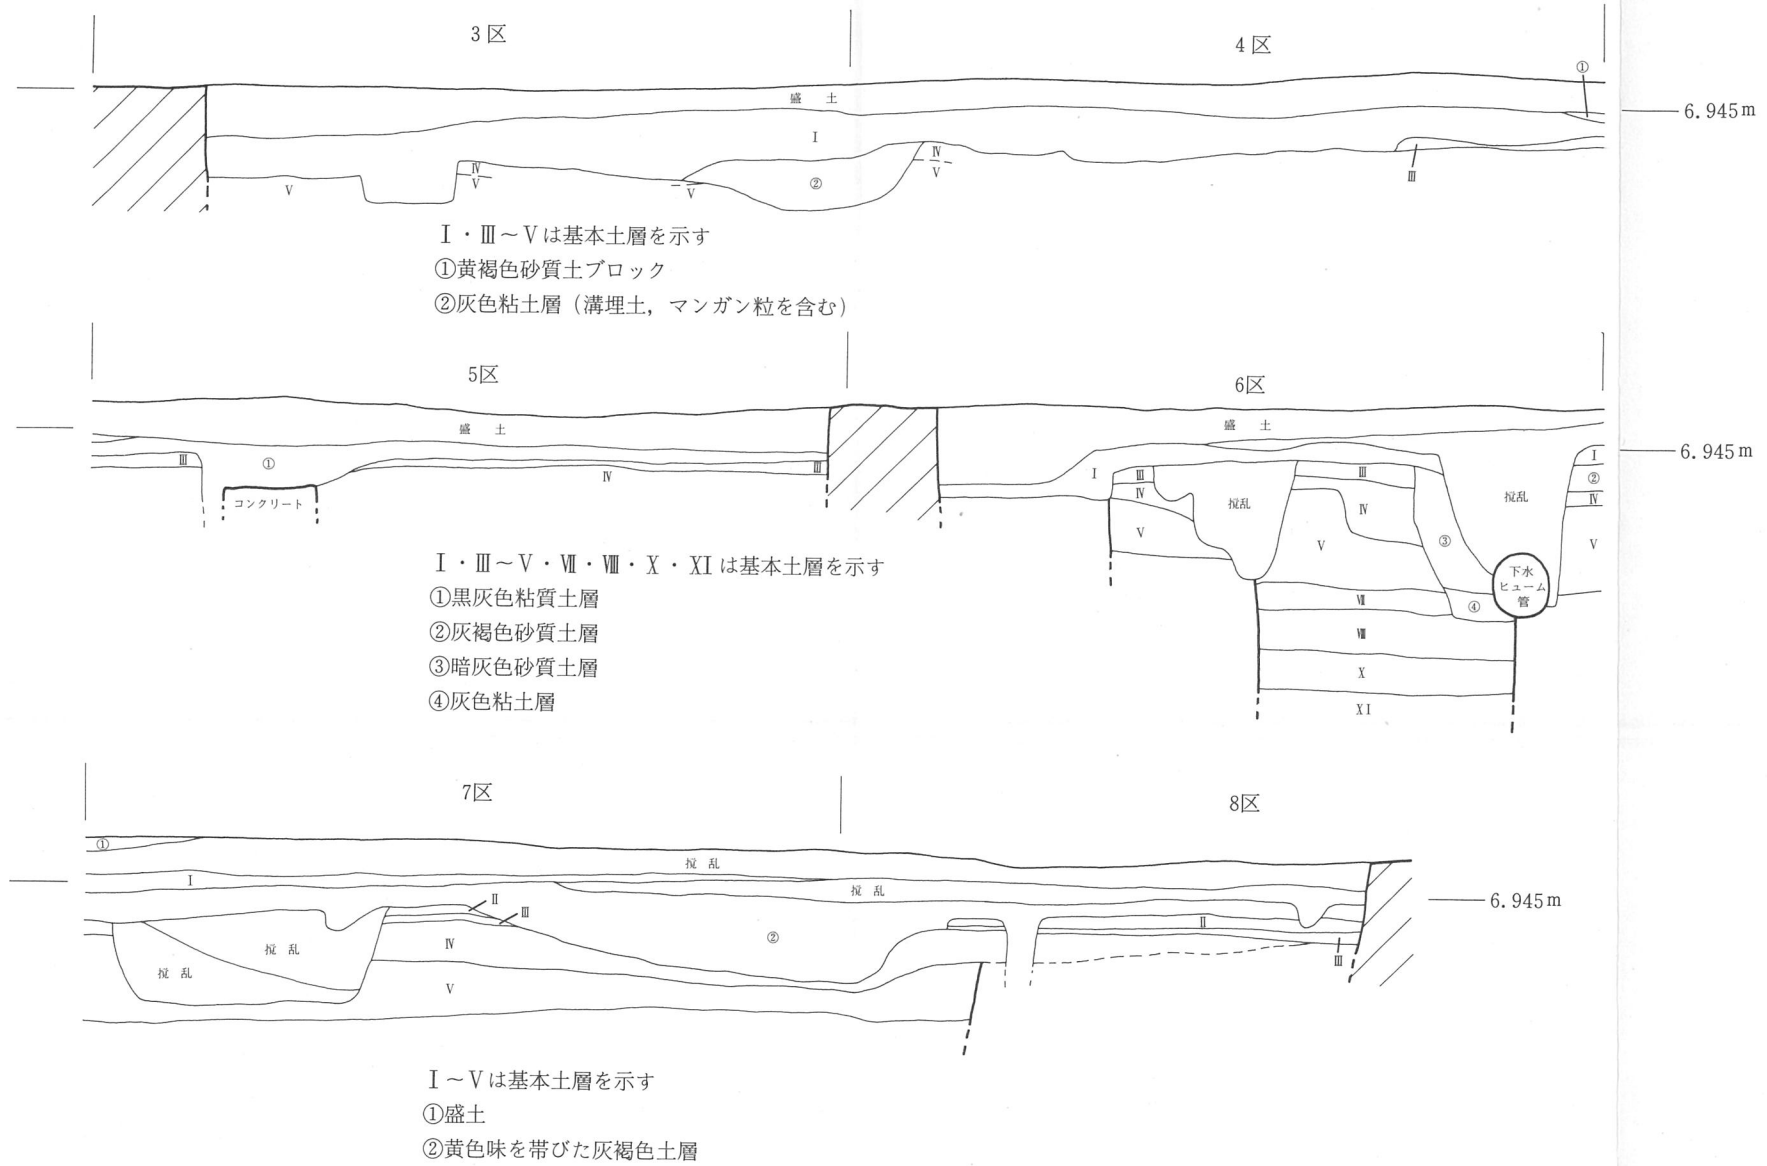 3区
4区
①
盛 土
6.945m
Ⅰ
Ⅳ
Ⅴ
Ⅴ
Ⅳ
Ⅴ
②
Ⅴ
Ⅲ
Ⅰ・Ⅲ～Ⅴは基本土層を示す
①黄褐色砂質土ブロック
②灰色粘土層（溝埋土，マンガン粒を含む）
5区
6区
盛 土
盛 土
6.945m
Ⅲ
①
Ⅲ
Ⅳ
コンクリート
Ⅰ
Ⅲ
Ⅳ
Ⅴ
撹乱
Ⅲ
Ⅳ
Ⅴ
③
撹乱
Ⅰ
②
Ⅳ
Ⅴ
下水
ヒューム
管
④
Ⅶ
Ⅷ
Ⅹ
ⅩⅠ
Ⅰ・Ⅲ～Ⅴ・Ⅶ・Ⅷ・Ⅹ・ⅩⅠは基本土層を示す
①黒灰色粘質土層
②灰褐色砂質土層
③暗灰色砂質土層
④灰色粘土層
7区
8区
①
撹 乱
Ⅰ
撹 乱
6.945m
Ⅱ
Ⅲ
Ⅱ
②
Ⅳ
撹 乱
撹 乱
Ⅲ
Ⅴ
Ⅰ～Ⅴは基本土層を示す
①盛土
②黄色味を帯びた灰褐色土層